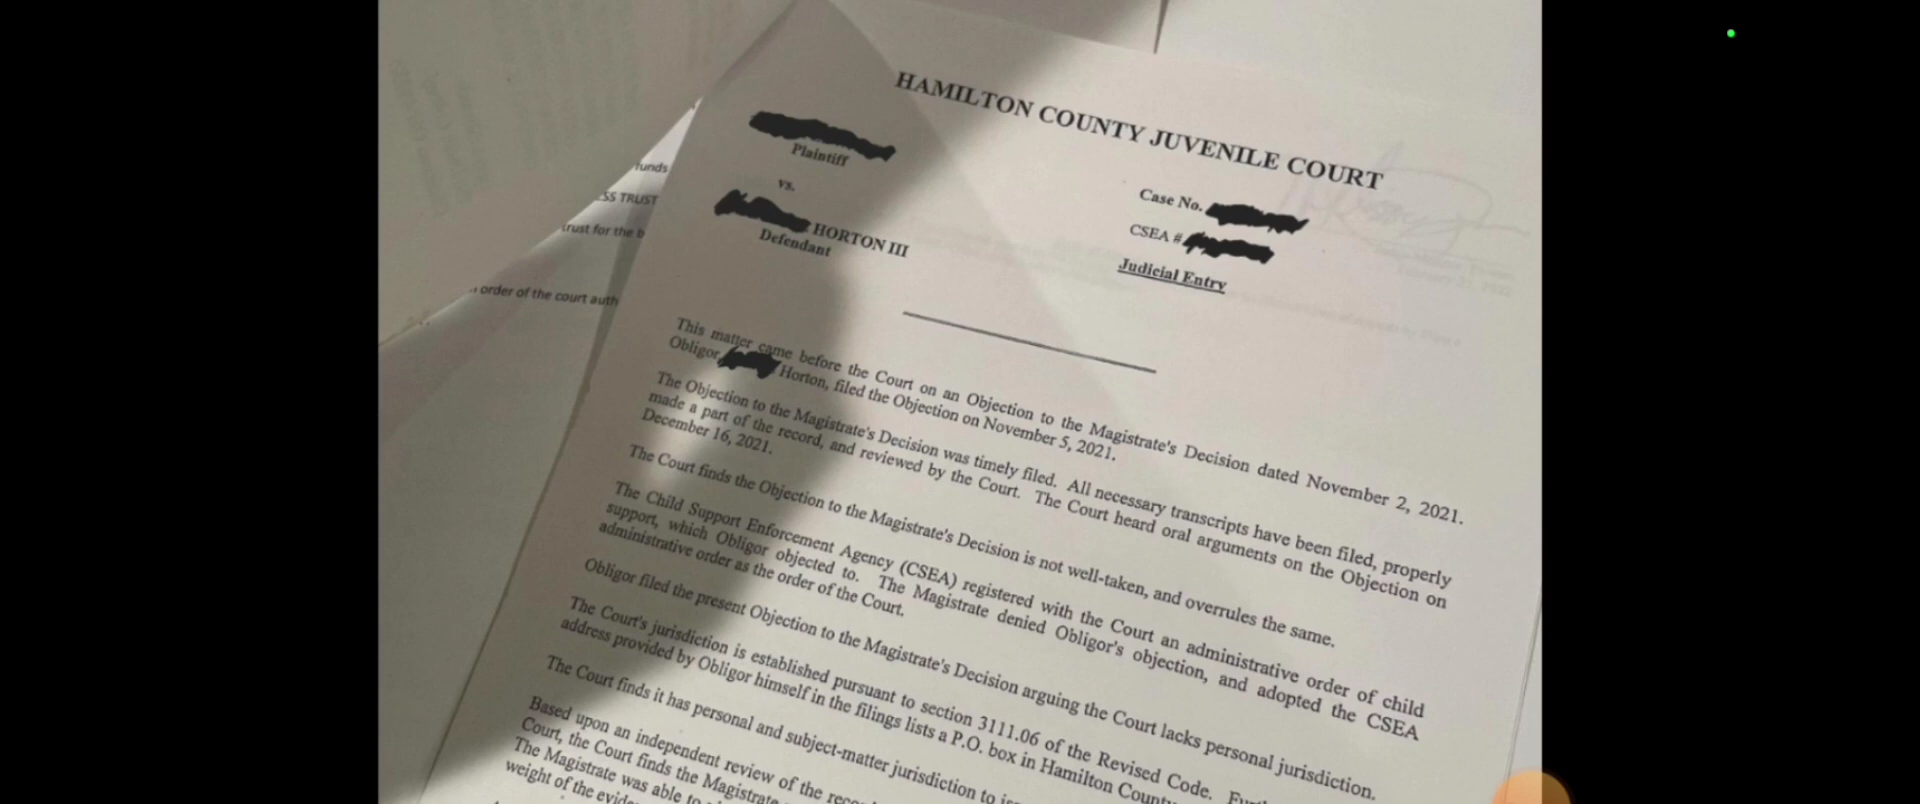 HAMILTON COUNTY JUVENILE COURT
Plaintiff
vs.
HORTON III
Defendant
Case No.
CSEA #
Judicial Entry
This matter came before the Court on an Objection to the Magistrate's Decision dated November 2, 2021.
Obligor, Horton, filed the Objection on November 5, 2021.
The Objection to the Magistrate's Decision was timely filed. All necessary transcripts have been filed, properly
made a part of the record, and reviewed by the Court. The Court heard oral arguments on the Objection on
December 16, 2021.
The Court finds the Objection to the Magistrate's Decision is not well-taken, and overrules the same.
The Child Support Enforcement Agency (CSEA) registered with the Court an administrative order of child
support, which Obligor objected to. The Magistrate denied Obligor's objection, and adopted the CSEA
administrative order as the order of the Court.
Obligor filed the present Objection to the Magistrate's Decision arguing the Court lacks personal jurisdiction.
The Court's jurisdiction is established pursuant to section 3111.06 of the Revised Code.
address provided by Obligor himself in the filings lists a P.O. box in Hamilton County
The Court finds it has personal and subject-matter jurisdiction to
Based upon an independent review of the
Court, the Court finds the
The Magistrate was able to
weight of the
funds
SS TRUST
trust for the b
order of the court auth